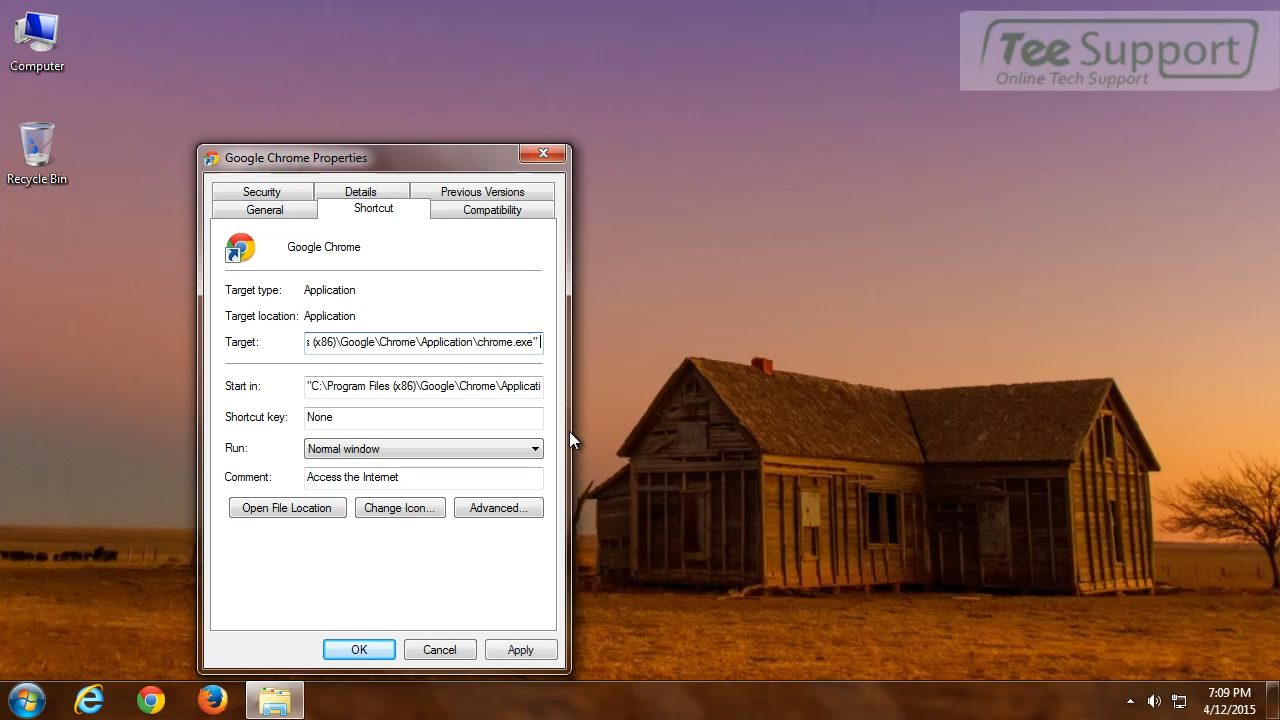 Computer
Recycle Bin
Tee Support
Online Tech Support
Google Chrome Properties
Security Details Previous Versions
General Shortcut Compatibility
Google Chrome
Target type: Application
Target location: Application
Target: s (x86)\Google\Chrome\Application\chrome.exe"
Start in: "C:\Program Files (x86)\Google\Chrome\Applicati
Shortcut key: None
Run: Normal window
Comment: Access the Internet
Open File Location Change Icon... Advanced...
OK Cancel Apply
7:09 PM
4/12/2015